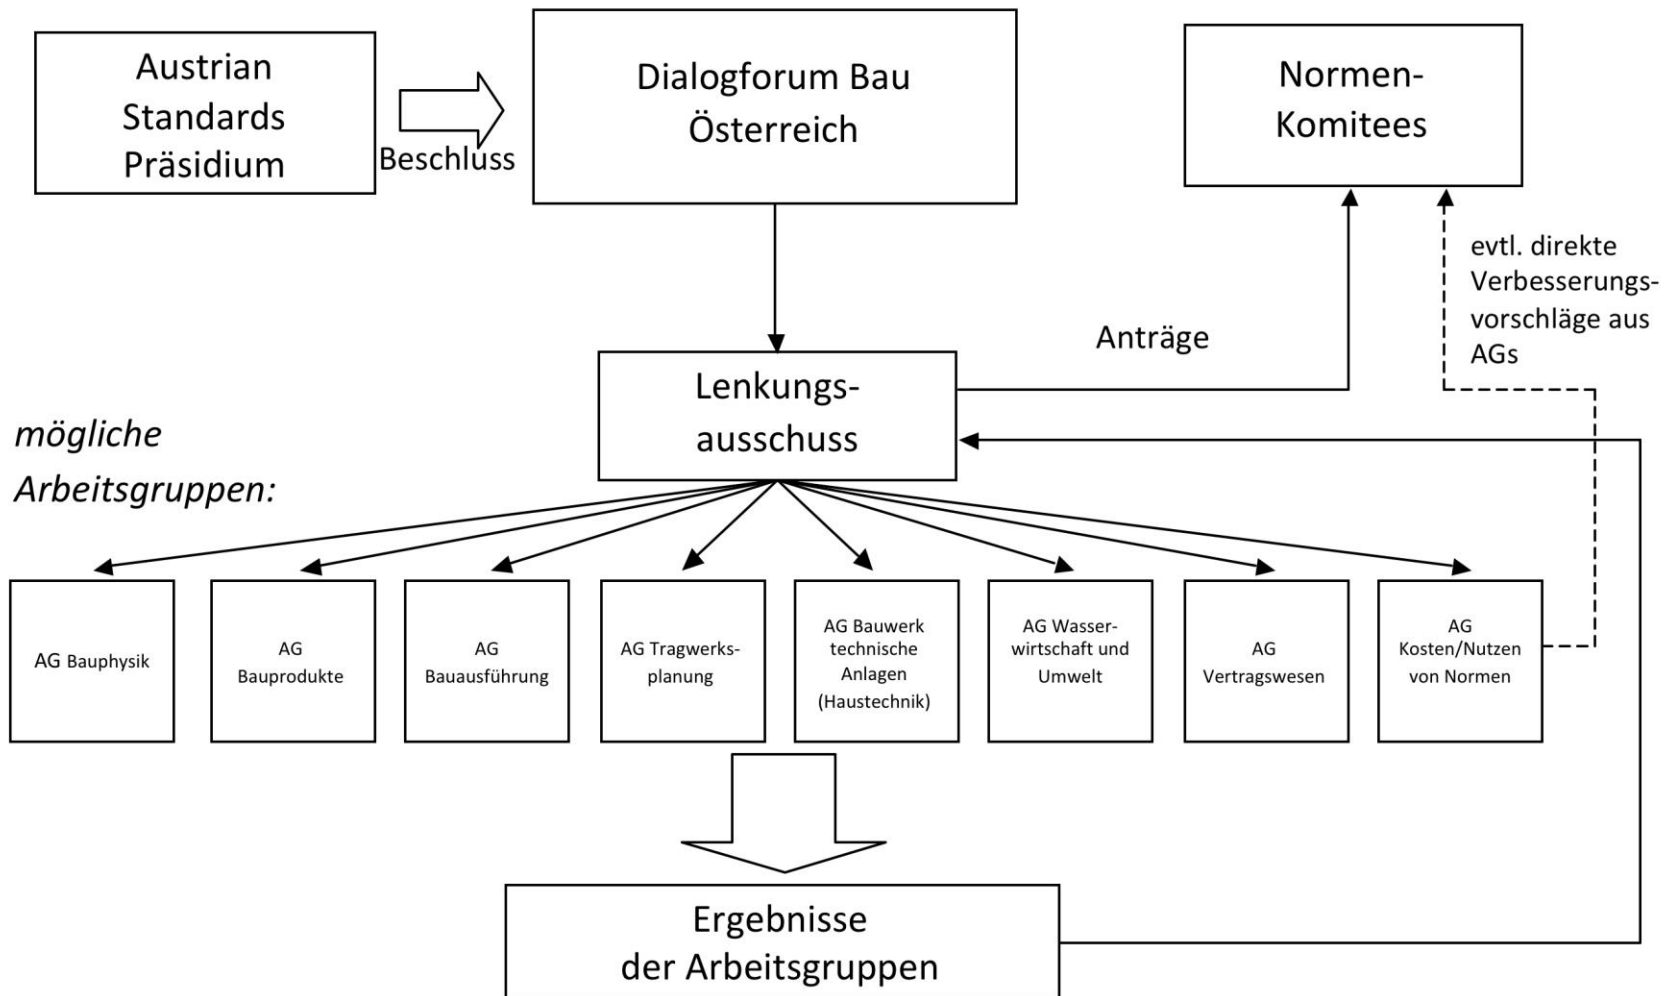 Austrian
Standards
Präsidium
Beschluss
Dialogforum Bau
Österreich
Normen-
Komitees
evtl. direkte
Verbesserungs-
vorschläge aus
AGs
Anträge
Lenkungs-
ausschuss
mögliche
Arbeitsgruppen:
AG Bauphysik
AG
Bauprodukte
AG
Bauausführung
AG Tragwerks-
planung
AG Bauwerk
technische
Anlagen
(Haustechnik)
AG Wasser-
wirtschaft und
Umwelt
AG
Vertragswesen
AG
Kosten/Nutzen
von Normen
Ergebnisse
der Arbeitsgruppen